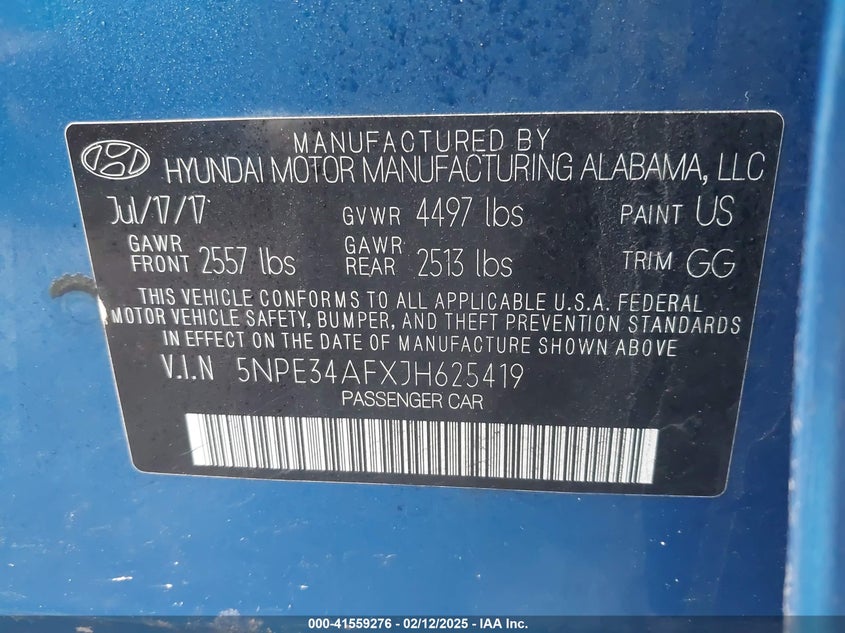 MANUFACTURED BY
HYUNDAI MOTOR MANUFACTURING ALABAMA, LLC
Jul/17/17 GVWR 4497 lbs PAINT US
GAWR FRONT 2557 lbs GAWR REAR 2513 lbs TRIM GG
THIS VEHICLE CONFORMS TO ALL APPLICABLE U.S.A. FEDERAL
MOTOR VEHICLE SAFETY, BUMPER, AND THEFT PREVENTION STANDARDS
IN EFFECT ON THE DATE OF MANUFACTURE SHOWN ABOVE.
V.I.N 5NPE34AFXJH625419
PASSENGER CAR
000-41559276 - 02/12/2025 - IAA Inc.